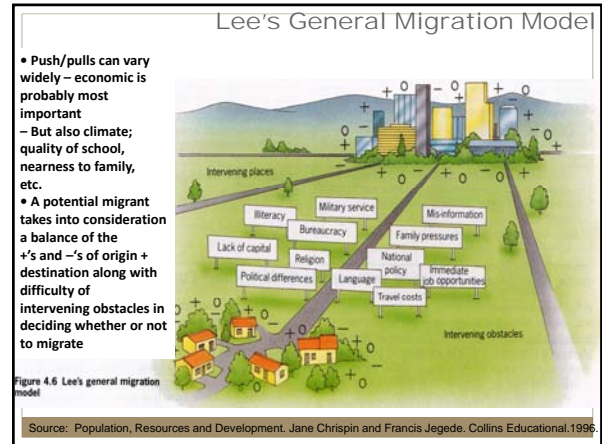 Lee's General Migration Model
• Push/pulls can vary
widely – economic is
probably most
important
– But also climate;
quality of school,
nearness to family,
etc.
• A potential migrant
takes into consideration
a balance of the
+'s and –'s of origin +
destination along with
difficulty of
intervening obstacles in
deciding whether or not
to migrate
Intervening places
Illiteracy
Military service
Mis-information
Bureaucracy
Family pressures
Lack of capital
Religion
National
policy
Immediate
job opportunities
Political differences
Language
Travel costs
Intervening obstacles
Figure 4.6 Lee's general migration
model
Source: Population, Resources and Development. Jane Chrispin and Francis Jegede. Collins Educational.1996.